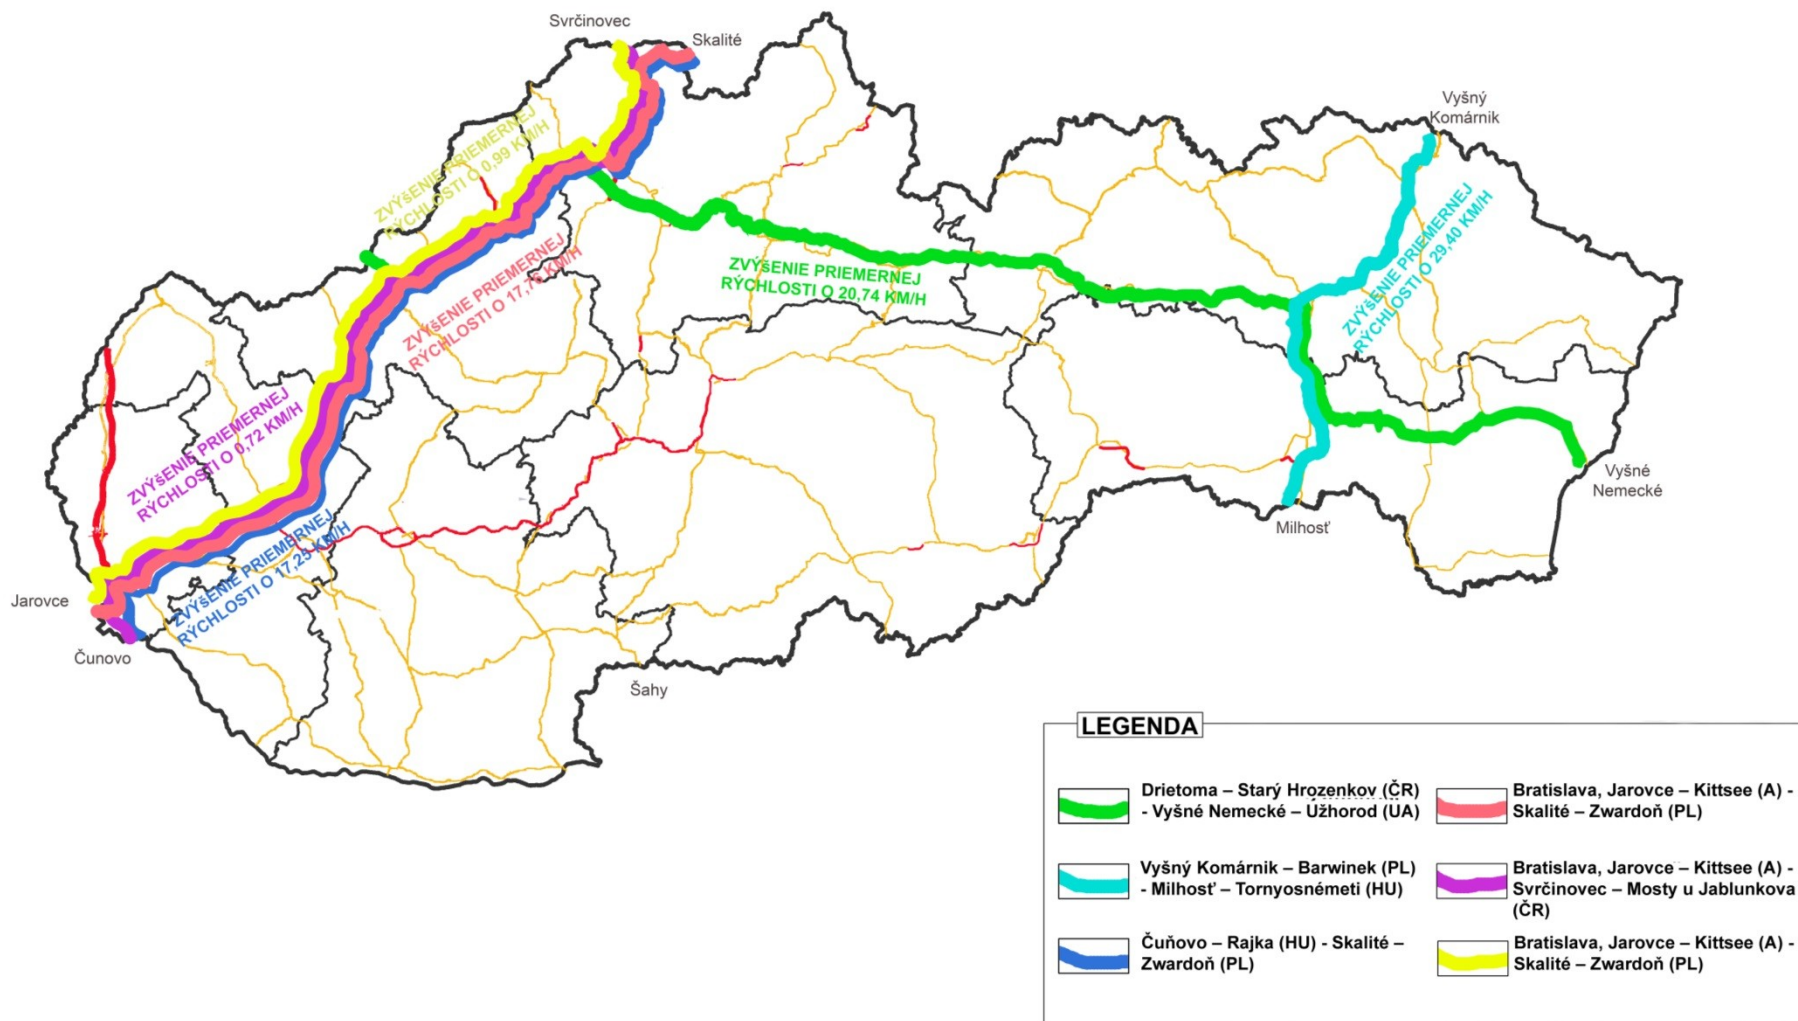 Svrčinovec
Skalité
Vyšný
Komárnik
ZVÝšENIE PRIEMERNEJ
RÝCHLOSTI O 0,99 KM/H
ZVÝšENIE PRIEMERNEJ
RÝCHLOSTI O 17,76 KM/H
ZVÝšENIE PRIEMERNEJ
RÝCHLOSTI O 20,74 KM/H
ZVÝšENIE PRIEMERNEJ
RÝCHLOSTI O 29,40 KM/H
ZVÝšENIE PRIEMERNEJ
RÝCHLOSTI O 0,72 KM/H
ZVÝšENIE PRIEMERNEJ
RÝCHLOSTI O 17,25 KM/H
Vyšné
Nemecké
Milhosť
Jarovce
Čunovo
Šahy
LEGENDA
Drietoma – Starý Hrozenkov (ČR)
- Vyšné Nemecké – Užhorod (UA)
Vyšný Komárnik – Barwinek (PL)
- Milhosť – Tornyosnémeti (HU)
Čuňovo – Rajka (HU) - Skalité –
Zwardoň (PL)
Bratislava, Jarovce – Kittsee (A) -
Skalité – Zwardoň (PL)
Bratislava, Jarovce – Kittsee (A) -
Svrčinovec – Mosty u Jablunkova
(ČR)
Bratislava, Jarovce – Kittsee (A) -
Skalité – Zwardoň (PL)